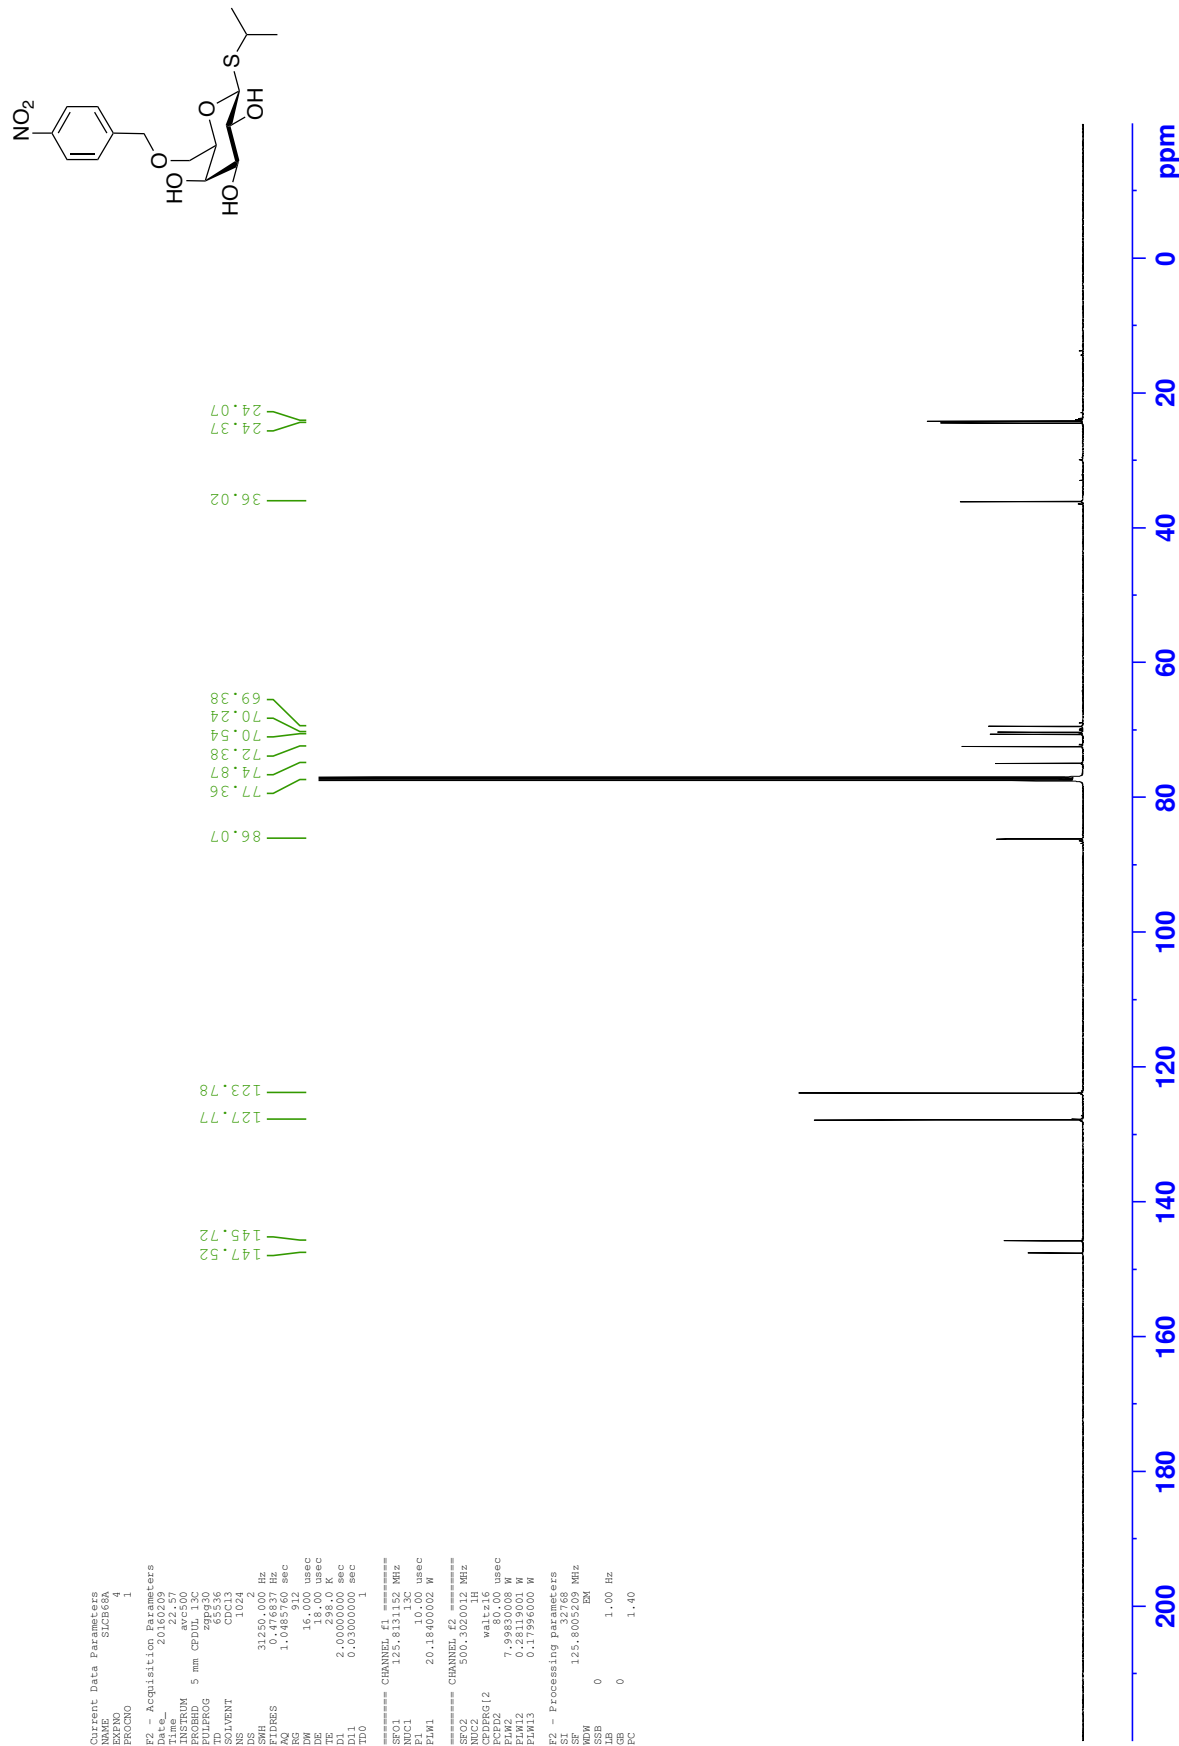 Current Data Parameters
NAME SLCB68A
EXPNO 4
PROCNO 1
F2 - Acquisition Parameters
Date_ 20160209
Time 22.57
INSTRUM avc500
PROBHD 5 mm CPDUL 13C
PULPROG zgpg30
TD 65536
SOLVENT CDCl3
NS 1024
DS 2
SWH 31250.000 Hz
FIDRES 0.476837 Hz
AQ 1.0485760 sec
RG 912
DW 16.000 usec
DE 18.00 usec
TE 298.0 K
D1 2.00000000 sec
D11 0.03000000 sec
TD0 1
======== CHANNEL f1 ========
SFO1 125.8131152 MHz
NUC1 13C
P1 10.00 usec
PLW1 20.18400002 W
======== CHANNEL f2 ========
SFO2 500.3020012 MHz
NUC2 1H
CPDPRG[2 waltz16
PCPD2 80.00 usec
PLW2 7.99830008 W
PLW12 0.28119001 W
PLW13 0.17996000 W
F2 - Processing parameters
SI 32768
SF 125.8005209 MHz
WDW EM
SSB 0
LB 1.00 Hz
GB 0
PC 1.40
147.52
145.72
127.77
123.78
86.07
77.36
74.87
72.38
70.54
70.24
69.38
36.02
24.37
24.07
NO2
O
HO
HO
O
OH
S
200 180 160 140 120 100 80 60 40 20 0 ppm